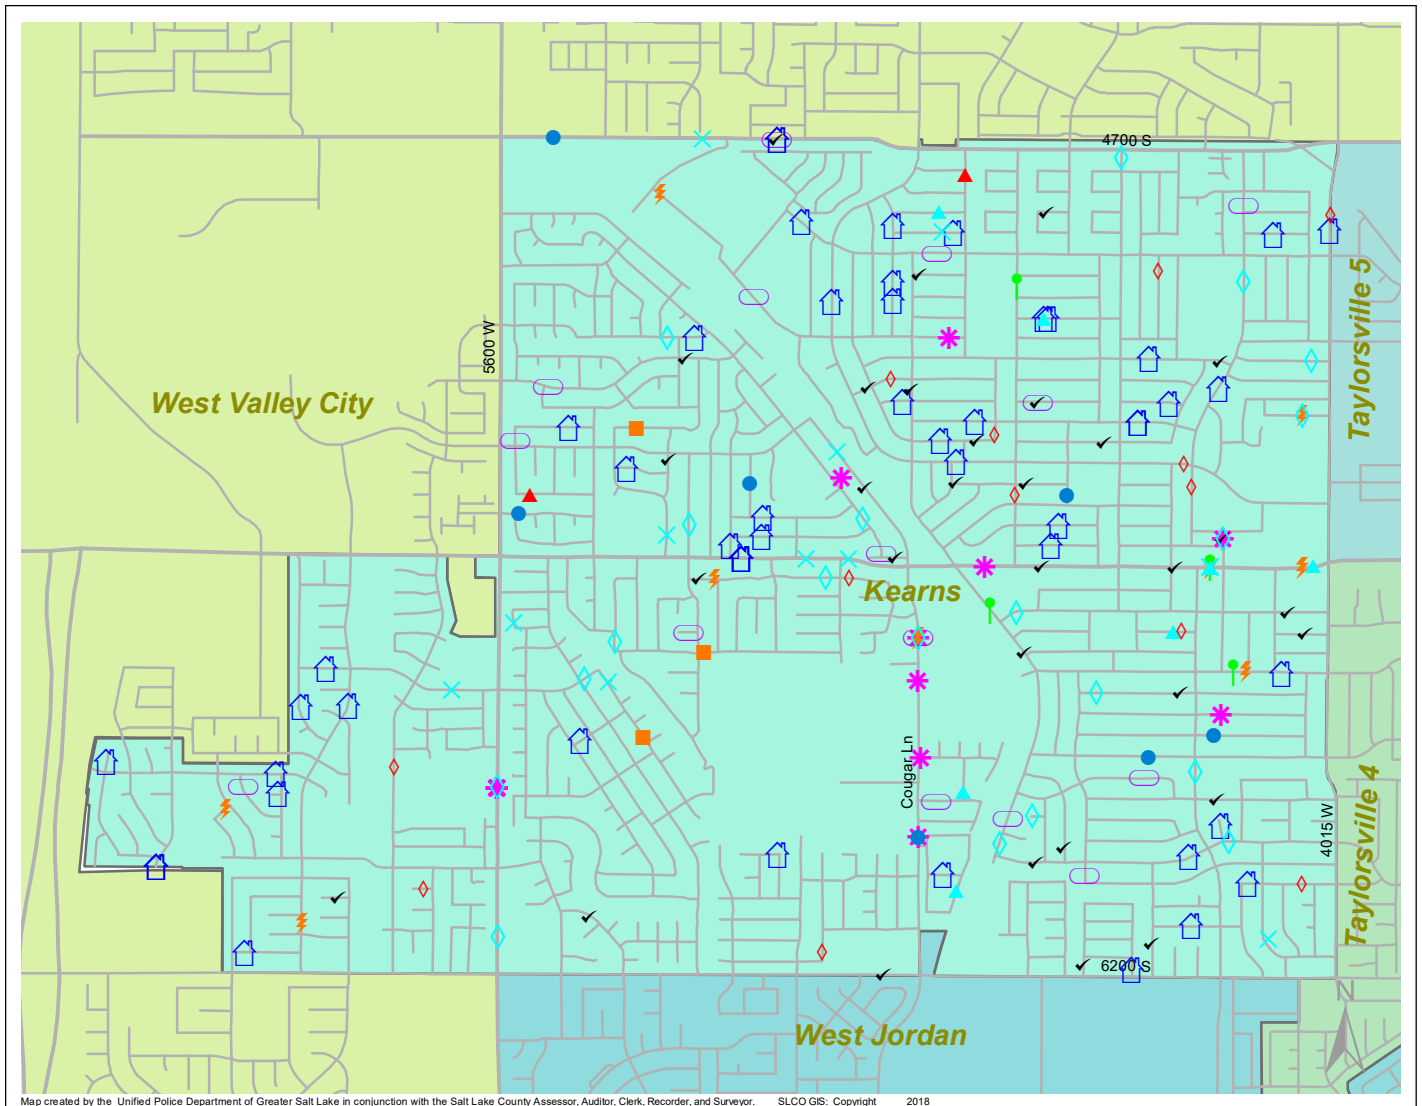 4700 S
Taylorsville 5
5600 W
West Valley City
Kearns
Cougar Ln
Taylorsville 4
4015 W
6200 S
N
West Jordan
Map created by the Unified Police Department of Greater Salt Lake in conjunction with the Salt Lake County Assessor, Auditor, Clerk, Recorder, and Surveyor. SLCO GIS: Copyright 2018